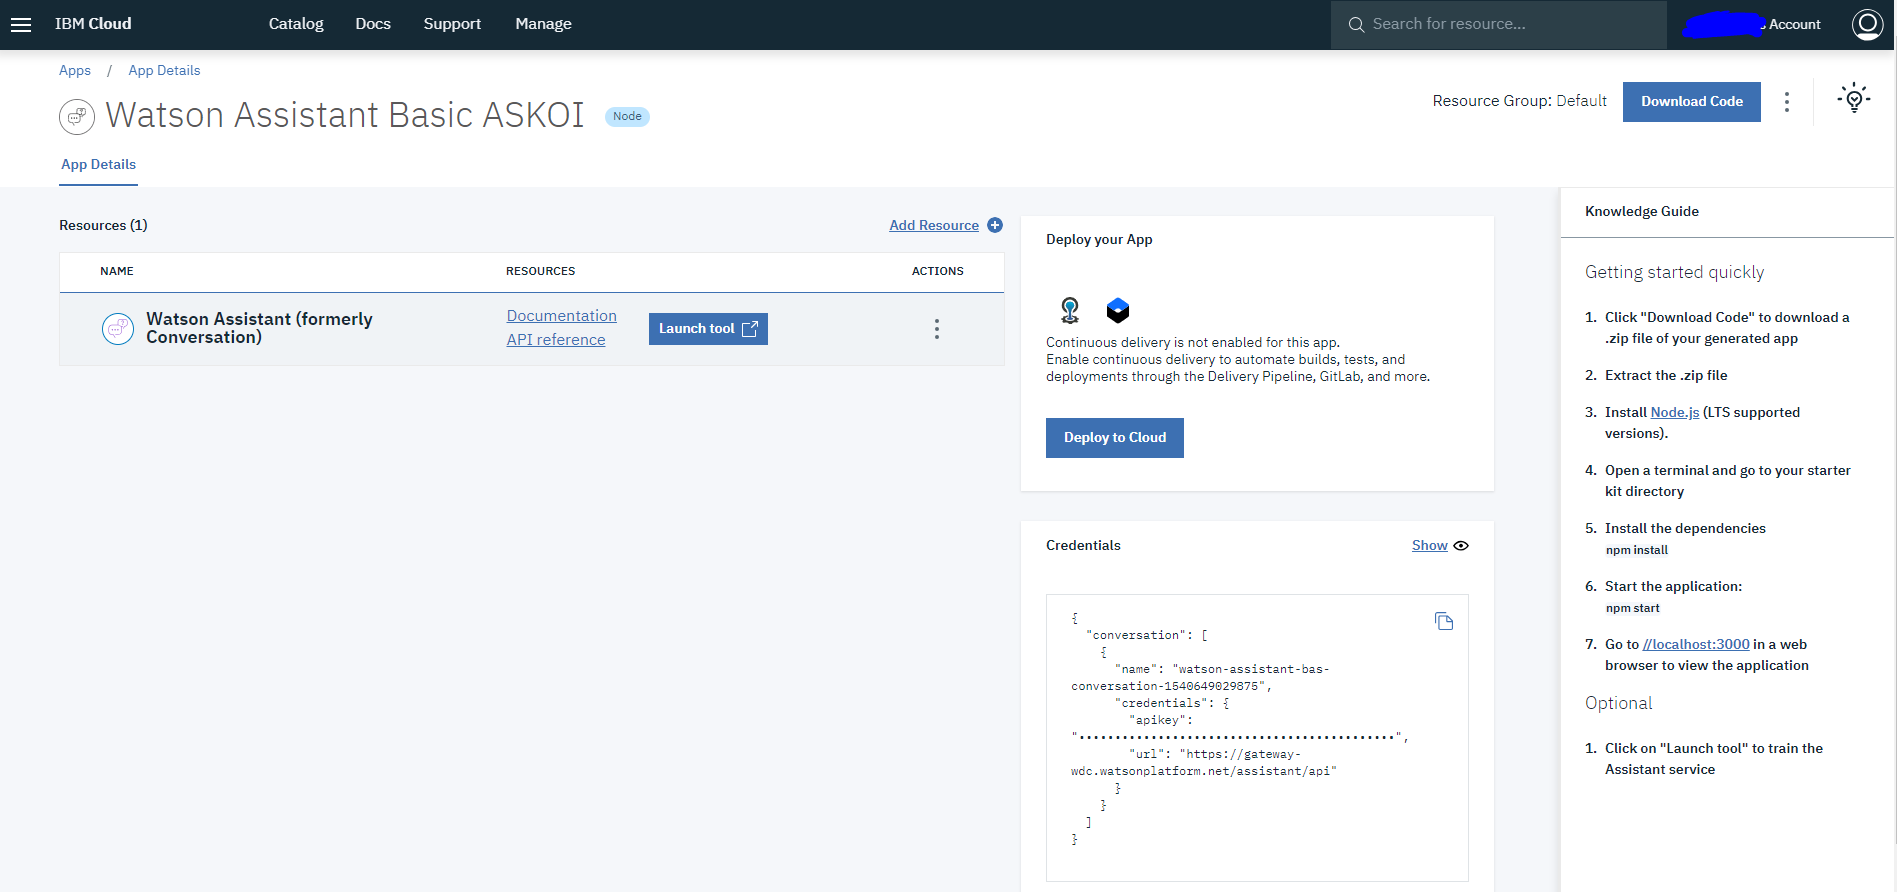 IBM Cloud
Catalog
Docs
Support
Manage
Search for resource...
s Account
Apps / App Details
Watson Assistant Basic ASKOI
Node
Resource Group: Default
Download Code
App Details
Resources (1)
Add Resource
NAME
RESOURCES
ACTIONS
Watson Assistant (formerly
Conversation)
Documentation
API reference
Launch tool
Deploy your App
Continuous delivery is not enabled for this app.
Enable continuous delivery to automate builds, tests, and
deployments through the Delivery Pipeline, GitLab, and more.
Deploy to Cloud
Credentials
Show
{
"conversation": [
{
"name": "watson-assistant-bas-
conversation-1540649029875",
"credentials": {
"apikey":
"••••••••••••••••••••••••••••••••••••••••••••",
"url": "https://gateway-
wdc.watsonplatform.net/assistant/api"
}
}
]
}
Knowledge Guide
Getting started quickly
1. Click "Download Code" to download a
.zip file of your generated app
2. Extract the .zip file
3. Install Node.js (LTS supported
versions).
4. Open a terminal and go to your starter
kit directory
5. Install the dependencies
npm install
6. Start the application:
npm start
7. Go to //localhost:3000 in a web
browser to view the application
Optional
1. Click on "Launch tool" to train the
Assistant service